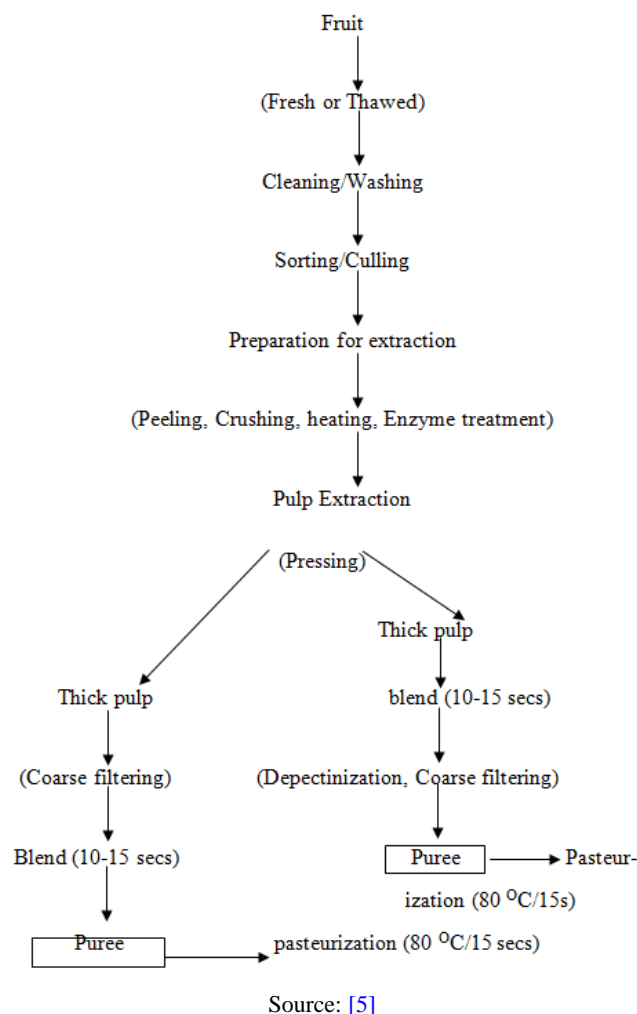 Fruit
(Fresh or Thawed)
Cleaning/Washing
Sorting/Culling
Preparation for extraction
(Peeling, Crushing, heating, Enzyme treatment)
Pulp Extraction
(Pressing)
Thick pulp
Thick pulp
blend (10-15 secs)
(Coarse filtering)
(Depectinization, Coarse filtering)
Blend (10-15 secs)
Puree
Pasteur-
ization (80 ᴼC/15s)
Puree
pasteurization (80 ᴼC/15 secs)
Source: [5]